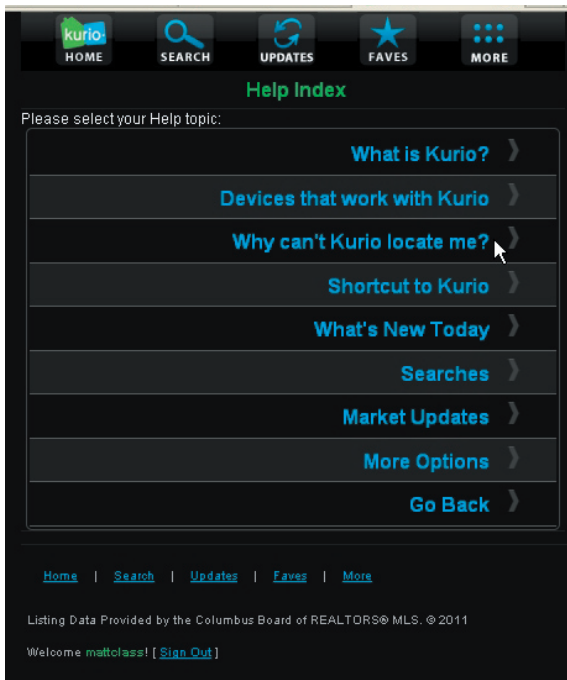 kurio
HOME SEARCH UPDATES FAVES MORE
Help Index
Please select your Help topic:
What is Kurio?
Devices that work with Kurio
Why can't Kurio locate me?
Shortcut to Kurio
What's New Today
Searches
Market Updates
More Options
Go Back
Home | Search | Updates | Faves | More
Listing Data Provided by the Columbus Board of REALTORS® MLS. © 2011
Welcome mattclass! [ Sign Out ]